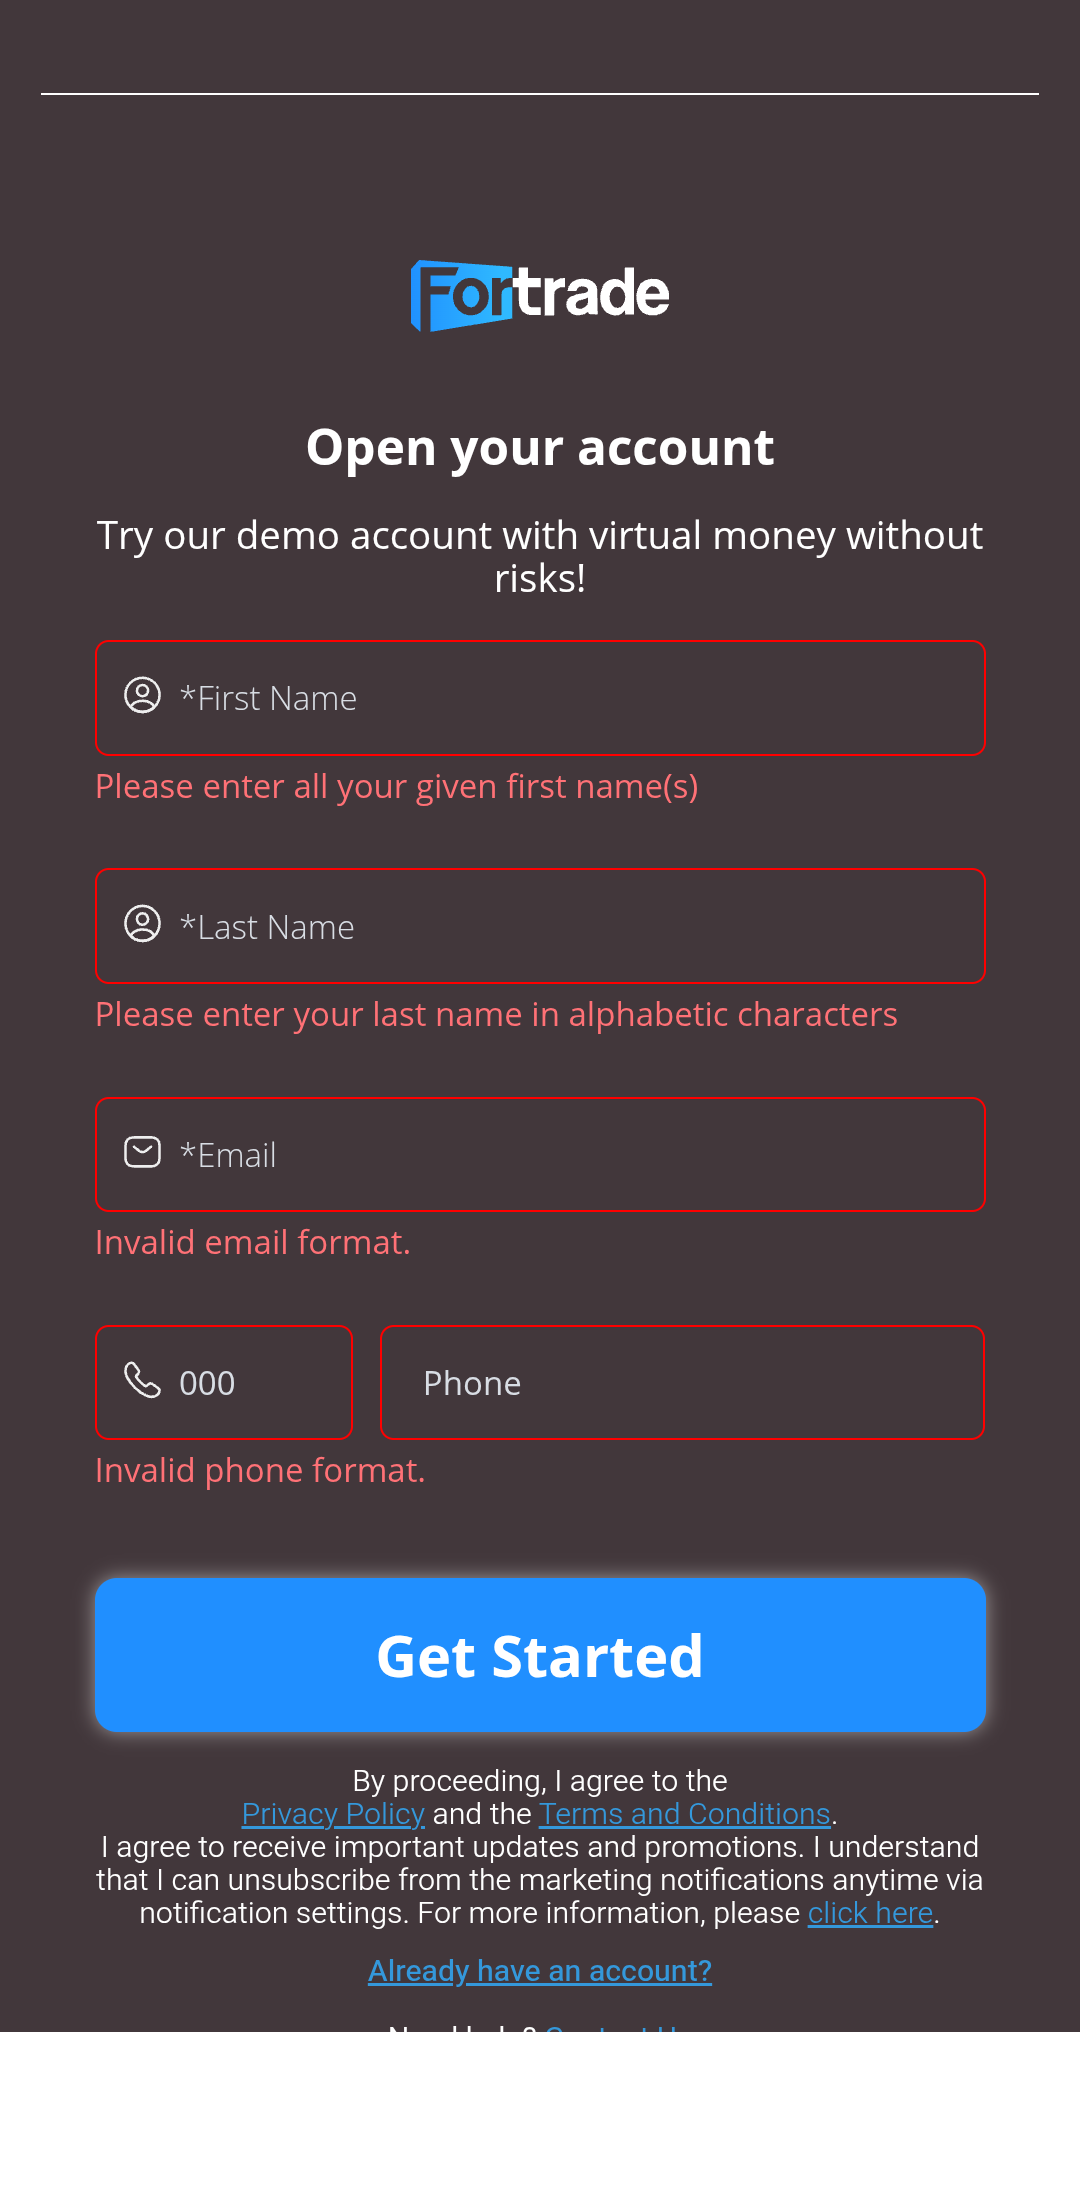 Fortrade
Open your account
Try our demo account with virtual money without
risks!
*First Name
Please enter all your given first name(s)
*Last Name
Please enter your last name in alphabetic characters
*Email
Invalid email format.
000 Phone
Invalid phone format.
Get Started
By proceeding, I agree to the
Privacy Policy and the Terms and Conditions.
I agree to receive important updates and promotions. I understand
that I can unsubscribe from the marketing notifications anytime via
notification settings. For more information, please click here.
Already have an account?
Need help? Contact Us